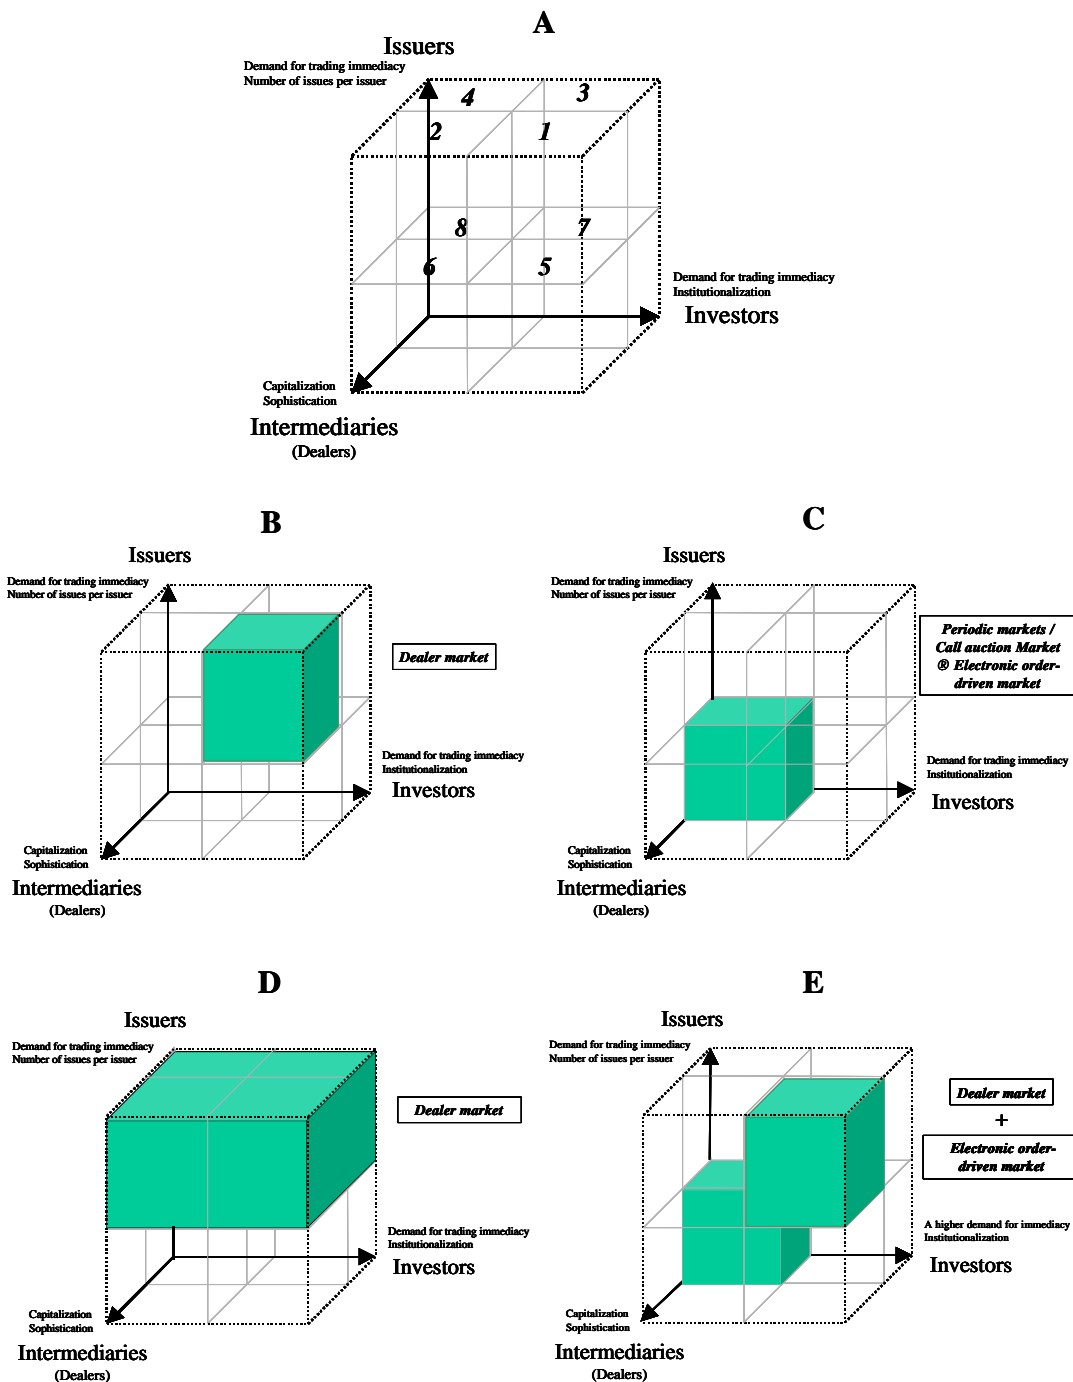 A
Issuers
Demand for trading immediacy
Number of issues per issuer
4
3
2
1
8
7
6
5
Demand for trading immediacy
Institutionalization
Investors
Capitalization
Sophistication
Intermediaries
(Dealers)
B
Issuers
Demand for trading immediacy
Number of issues per issuer
Dealer market
Demand for trading immediacy
Institutionalization
Investors
Capitalization
Sophistication
Intermediaries
(Dealers)
C
Issuers
Demand for trading immediacy
Number of issues per issuer
Periodic markets /
Call auction Market
® Electronic order-
driven market
Demand for trading immediacy
Institutionalization
Investors
Capitalization
Sophistication
Intermediaries
(Dealers)
D
Issuers
Demand for trading immediacy
Number of issues per issuer
Dealer market
Demand for trading immediacy
Institutionalization
Investors
Capitalization
Sophistication
Intermediaries
(Dealers)
E
Issuers
Demand for trading immediacy
Number of issues per issuer
Dealer market
+
Electronic order-
driven market
A higher demand for immediacy
Institutionalization
Investors
Capitalization
Sophistication
Intermediaries
(Dealers)